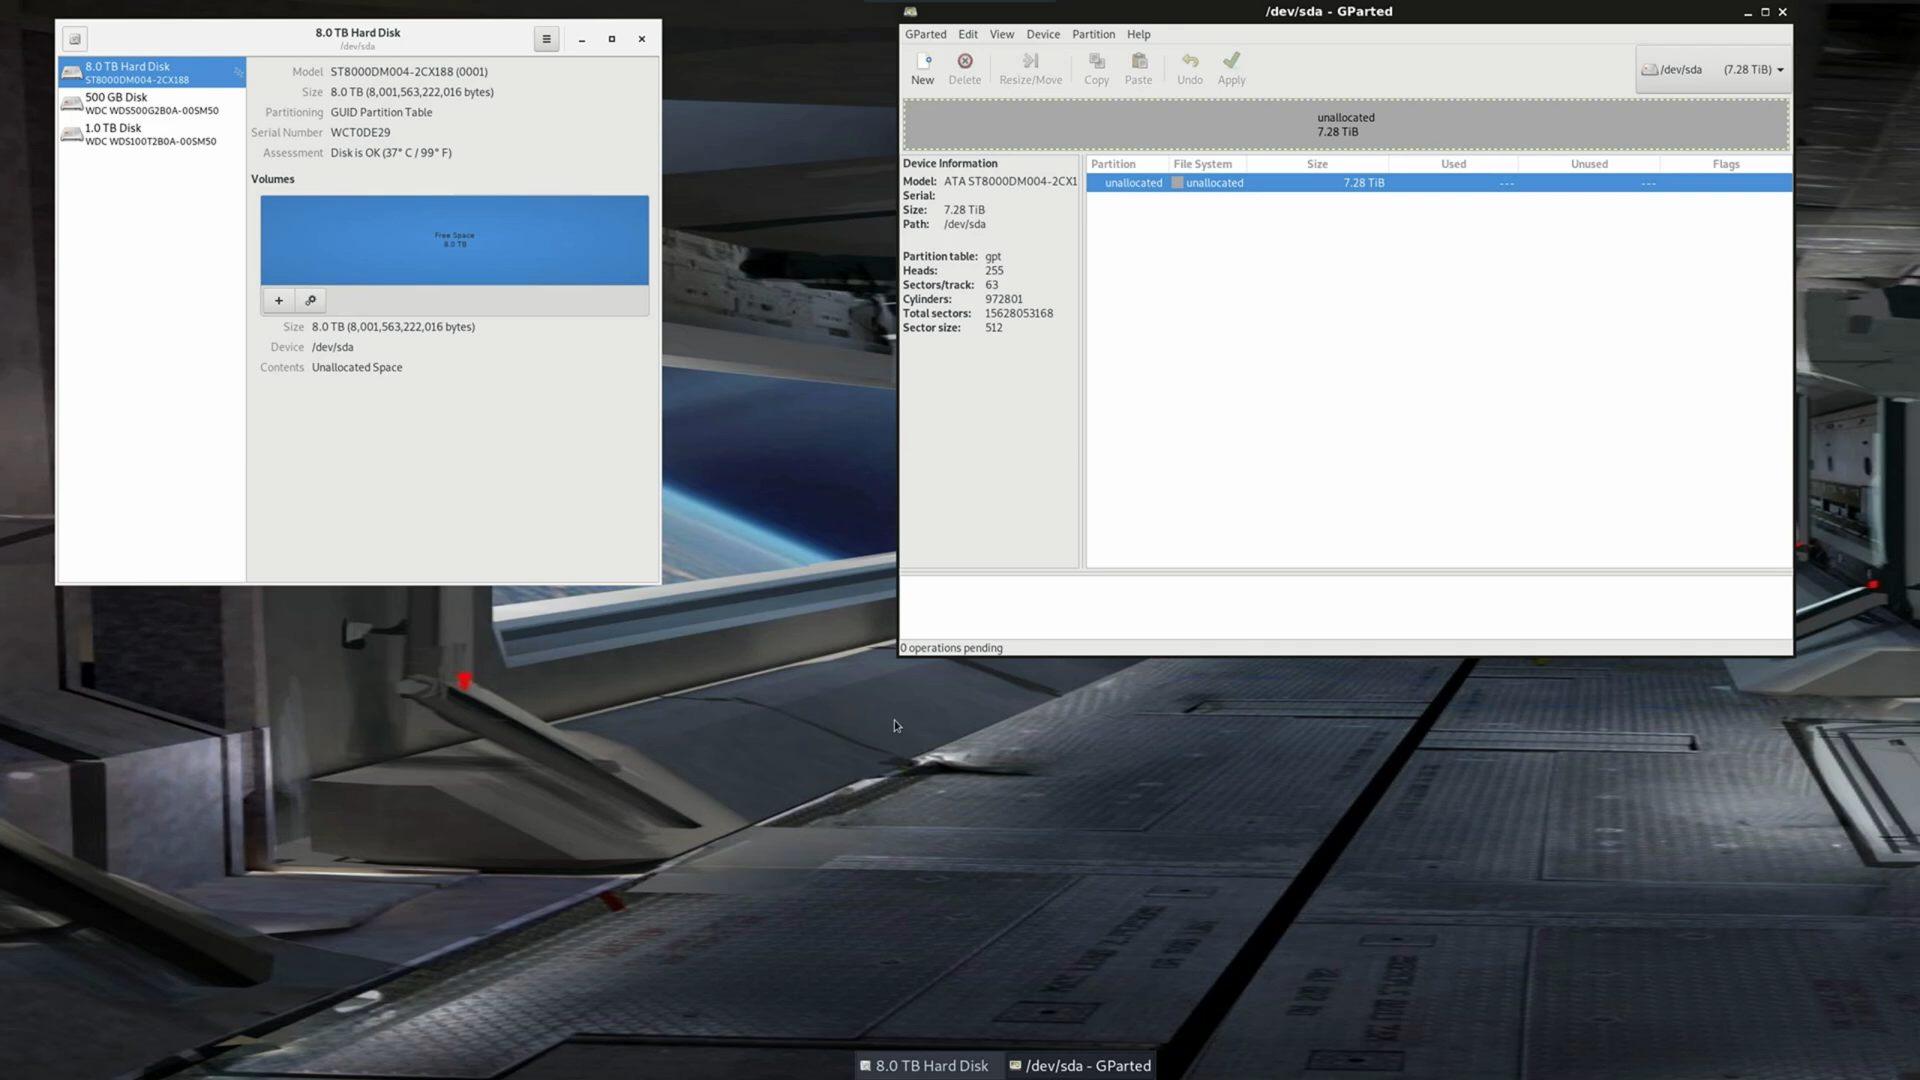 8.0 TB Hard Disk
/dev/sda
8.0 TB Hard Disk
ST8000DM004-2CX188
500 GB Disk
WDC WDS500G2B0A-00SM50
1.0 TB Disk
WDC WDS100T2B0A-00SM50
Model ST8000DM004-2CX188 (0001)
Size 8.0 TB (8,001,563,222,016 bytes)
Partitioning GUID Partition Table
Serial Number WCT0DE29
Assessment Disk is OK (37° C / 99° F)
Volumes
Free Space
8.0 TB
Size 8.0 TB (8,001,563,222,016 bytes)
Device /dev/sda
Contents Unallocated Space
/dev/sda - GParted
GParted Edit View Device Partition Help
New Delete Resize/Move Copy Paste Undo Apply
/dev/sda (7.28 TiB)
unallocated
7.28 TiB
Device Information
Model: ATA ST8000DM004-2CX1
Serial:
Size: 7.28 TiB
Path: /dev/sda
Partition table: gpt
Heads: 255
Sectors/track: 63
Cylinders: 972801
Total sectors: 15628053168
Sector size: 512
Partition File System Size Used Unused Flags
unallocated unallocated 7.28 TiB --- ---
0 operations pending
8.0 TB Hard Disk
/dev/sda - GParted